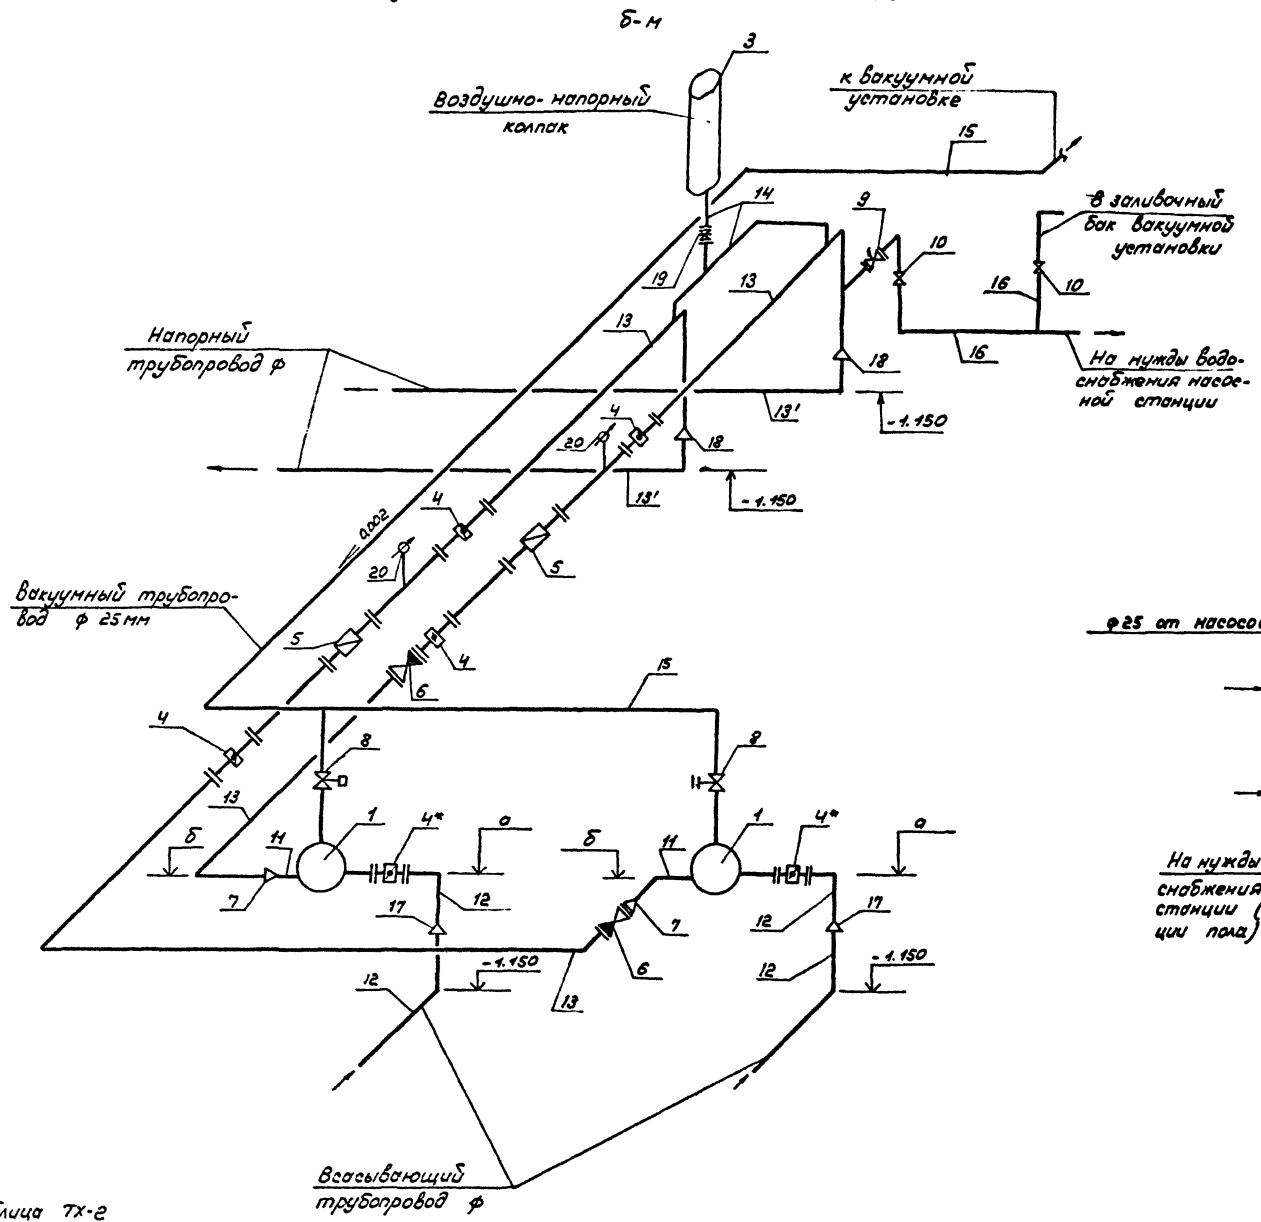 б-м
3
Воздушно-напорный
колпак
к вакуумной
установке
15
14
9
в заливочный
бак вакуумной
установки
10
19
13
16
10
13
Напорный
трубопровод ф
16
На нужды водо-
снабжения насос-
ной станции
18
13'
-1.150
4
20
18
13'
-1.150
4
0.002
20
5
Вакуумный трубопро-
вод ф 25мм
5
4
6
ф25 от насосов
15
4
8
8
13
1
4*
а
1
4*
а
б
11
б
11
7
12
17
7
12
17
На нужды
снабжения
станции (
ции пола)
-1.150
6
12
-1.150
12
13
Всасывающий
трубопровод ф
лица ТХ-2